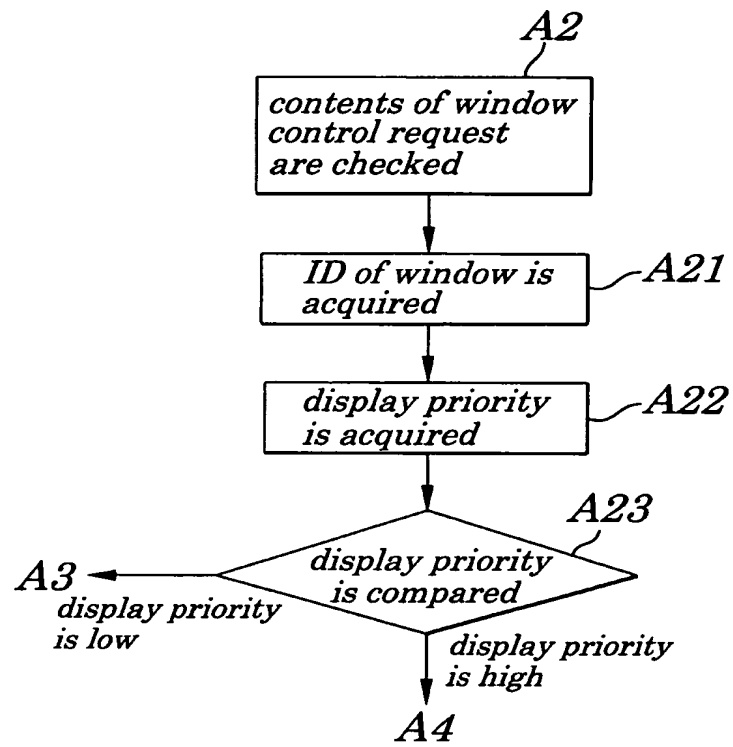 A2
contents of window
control request
are checked
ID of window is
acquired
A21
display priority
is acquired
A22
A23
display priority
is compared
A3
display priority
is low
display priority
is high
A4